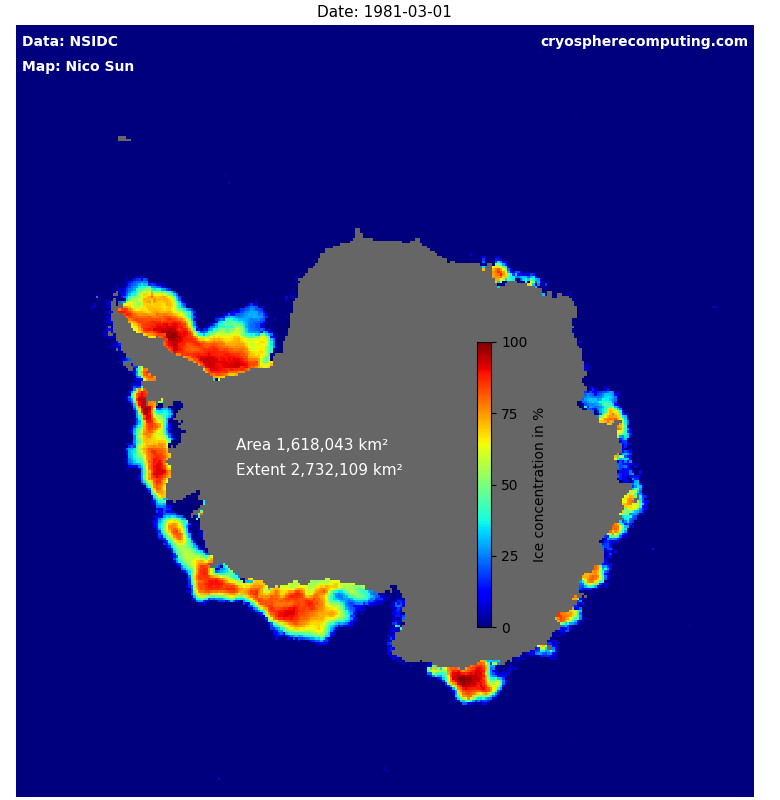 Date: 1981-03-01
Data: NSIDC
cryospherecomputing.com
Map: Nico Sun
100
75
50
25
0
Ice concentration in %
Area 1,618,043 km²
Extent 2,732,109 km²